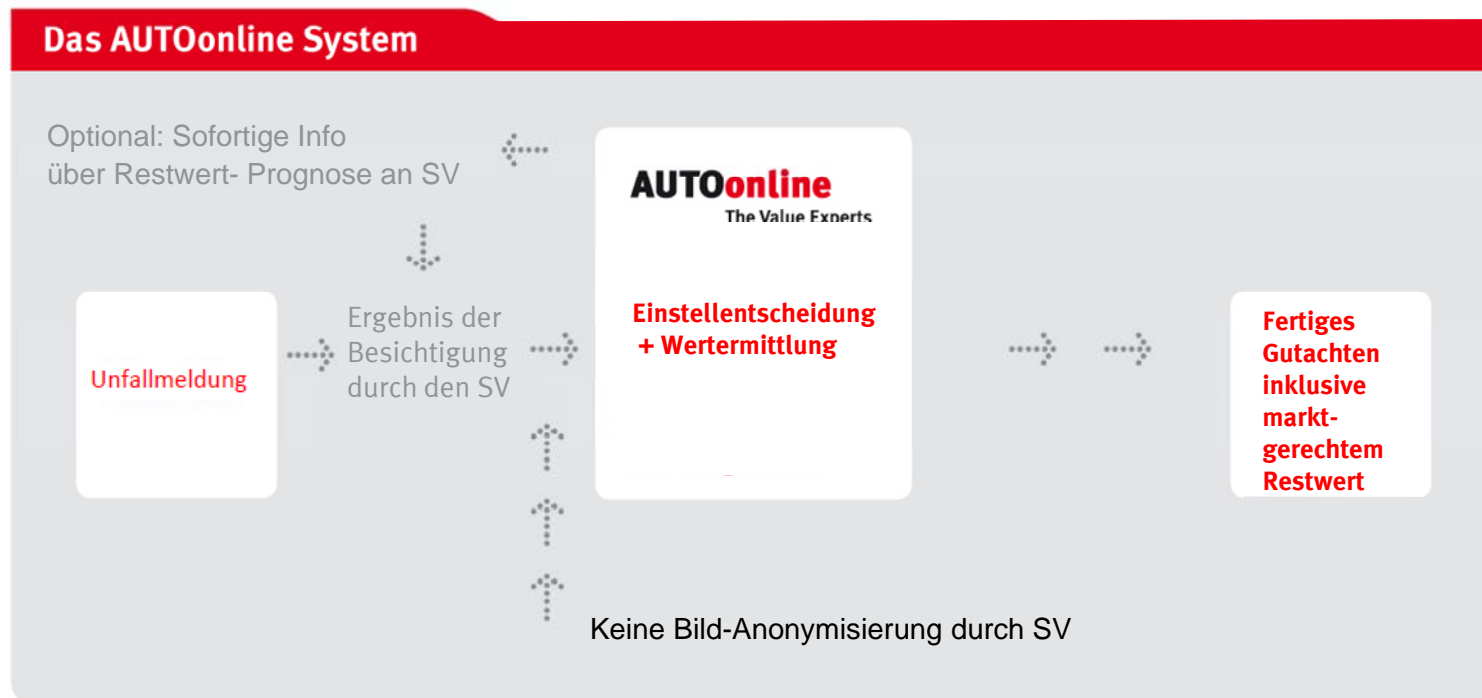 Das AUTOonline System
Optional: Sofortige Info
über Restwert- Prognose an SV
AUTOonline
The Value Experts
Unfallmeldung
Ergebnis der
Besichtigung
durch den SV
Einstellentscheidung
+ Wertermittlung
Fertiges
Gutachten
inklusive
markt-
gerechtem
Restwert
Keine Bild-Anonymisierung durch SV